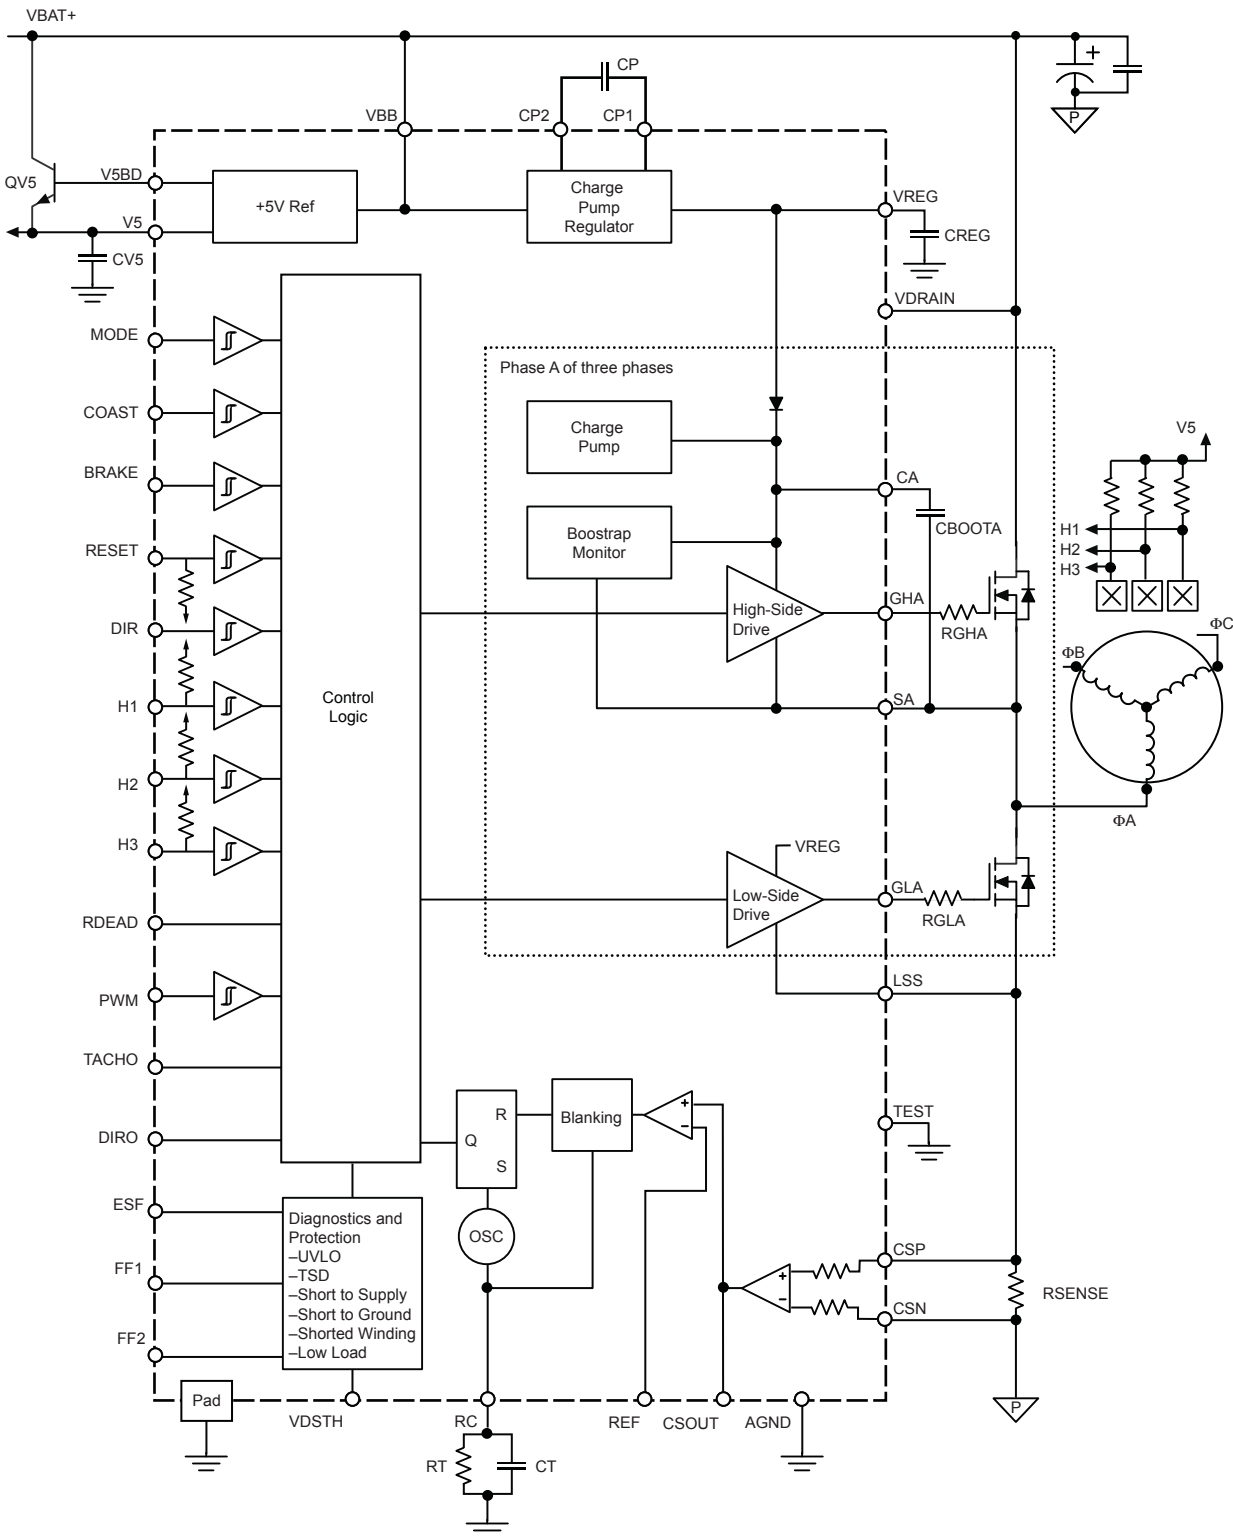 VBAT+
CP
VBB
CP2
CP1
QV5
V5BD
+5V Ref
Charge
Pump
Regulator
VREG
V5
CREG
CV5
VDRAIN
MODE
Phase A of three phases
COAST
Charge
Pump
V5
BRAKE
CA
CBOOTA
H1
H2
H3
RESET
Boostrap
Monitor
DIR
High-Side
Drive
GHA
RGHA
ΦC
ΦB
H1
Control
Logic
SA
H2
ΦA
H3
VREG
Low-Side
Drive
GLA
RGLA
RDEAD
LSS
PWM
TACHO
R
Q
S
Blanking
+
–
TEST
DIRO
ESF
Diagnostics and
Protection
–UVLO
–TSD
–Short to Supply
–Short to Ground
–Shorted Winding
–Low Load
OSC
CSP
+
–
CSN
RSENSE
FF1
FF2
Pad
VDSTH
RC
REF
CSOUT
AGND
P
RT
CT
+
P